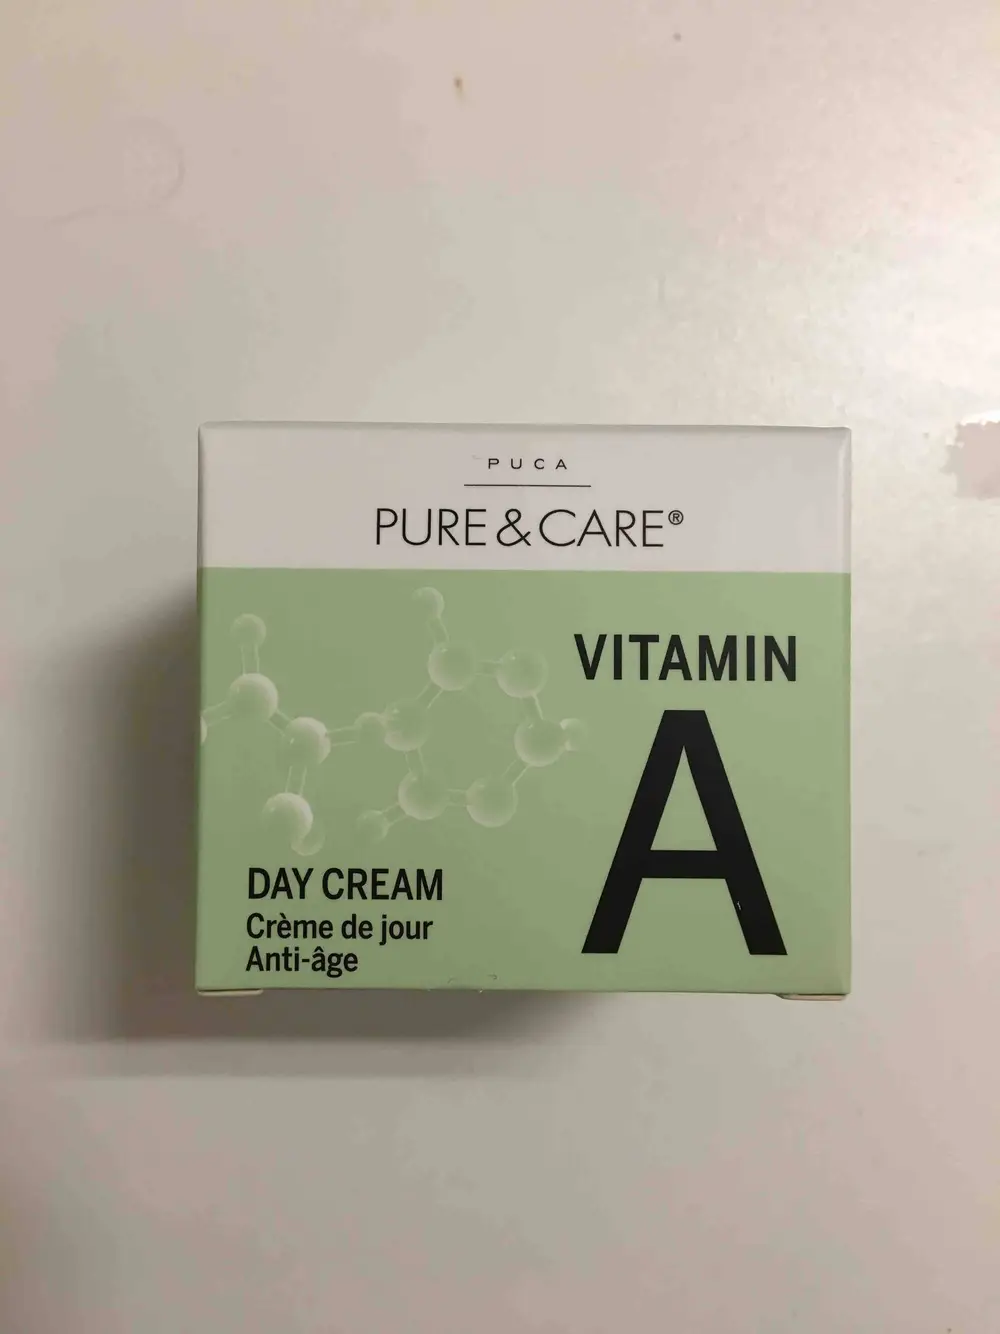 PUCA
PURE & CARE®
VITAMIN
A
DAY CREAM
Crème de jour
Anti-âge